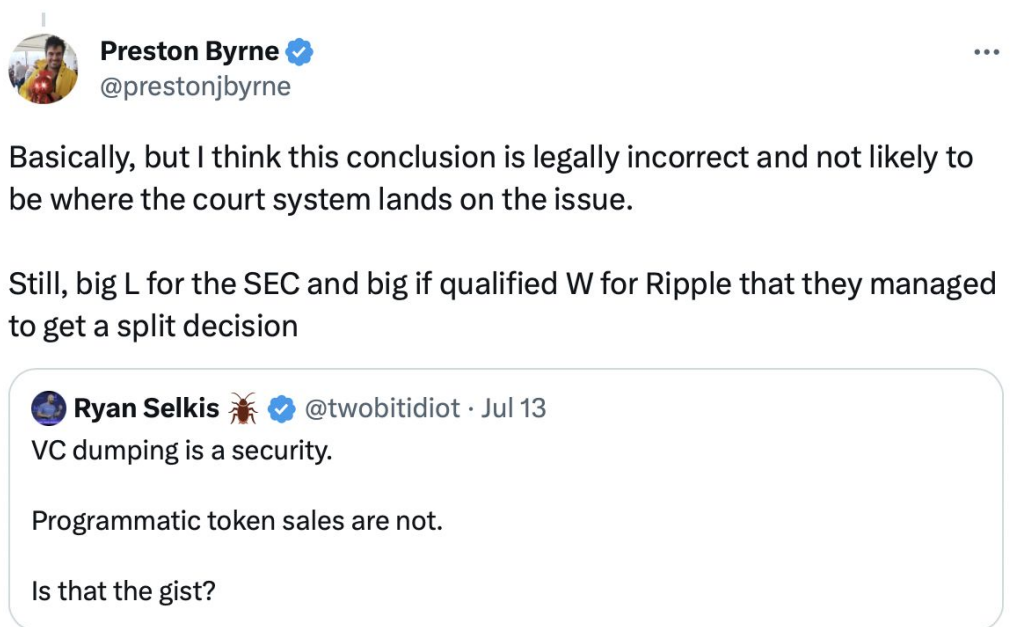 Preston Byrne
@prestonjbyrne
Basically, but I think this conclusion is legally incorrect and not likely to
be where the court system lands on the issue.
Still, big L for the SEC and big if qualified W for Ripple that they managed
to get a split decision
Ryan Selkis 🪳 @twobitidiot · Jul 13
VC dumping is a security.
Programmatic token sales are not.
Is that the gist?